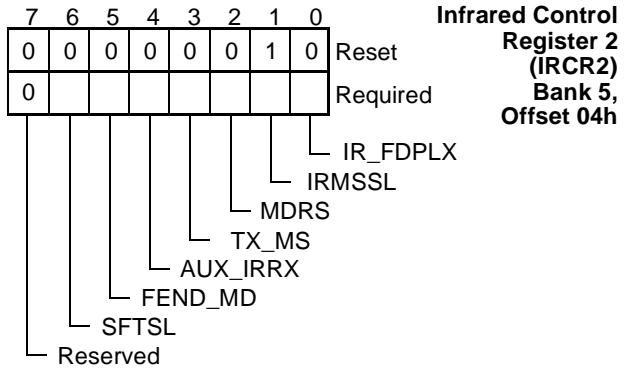 7 6 5 4 3 2 1 0
0 0 0 0 0 0 1 0 Reset
0 Required
Infrared Control
Register 2
(IRCR2)
Bank 5,
Offset 04h
IR_FDPLX
IRMSSL
MDRS
TX_MS
AUX_IRRX
FEND_MD
SFTSL
Reserved